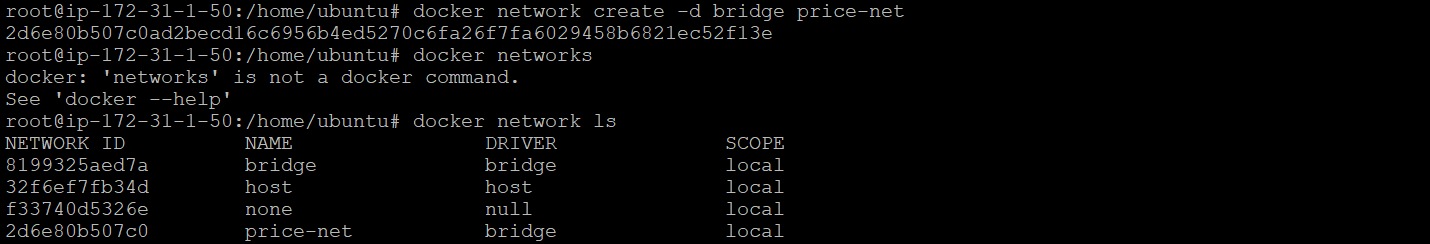 root@ip-172-31-1-50:/home/ubuntu# docker network create -d bridge price-net
2d6e80b507c0ad2becd16c6956b4ed5270c6fa26f7fa6029458b6821ec52f13e
root@ip-172-31-1-50:/home/ubuntu# docker networks
docker: 'networks' is not a docker command.
See 'docker --help'
root@ip-172-31-1-50:/home/ubuntu# docker network ls
NETWORK ID          NAME                DRIVER              SCOPE
8199325aed7a        bridge              bridge              local
32f6ef7fb34d        host                host                local
f33740d5326e        none                null                local
2d6e80b507c0        price-net           bridge              local